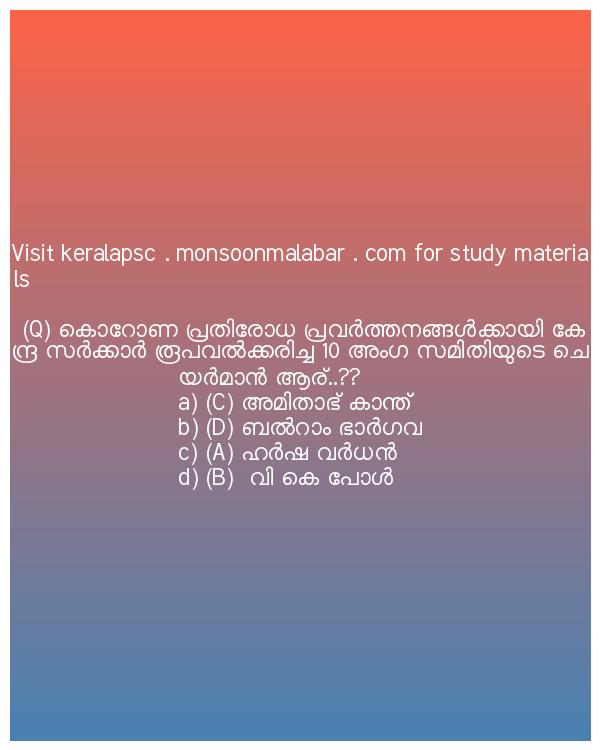 Visit keralapsc . monsoonmalabar . com for study materia
ls
(Q) കൊറോണ പ്രതിരോധ പ്രവർത്തനങ്ങൾക്കായി കേ
ന്ദ്ര സർക്കാർ രൂപവൽക്കരിച്ച 10 അംഗ സമിതിയുടെ ചെ
യർമാൻ ആര്..??
a) (C) അമിതാഭ് കാന്ത്
b) (D) ബൽറാം ഭാർഗവ
c) (A) ഹർഷ വർധൻ
d) (B) വി കെ പോൾ